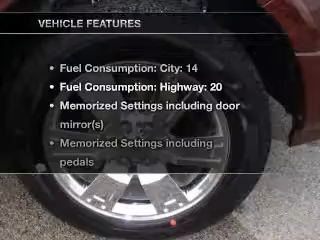 VEHICLE FEATURES
• Fuel Consumption: City: 14
• Fuel Consumption: Highway: 20
• Memorized Settings including door
mirror(s)
• Memorized Settings including
pedals